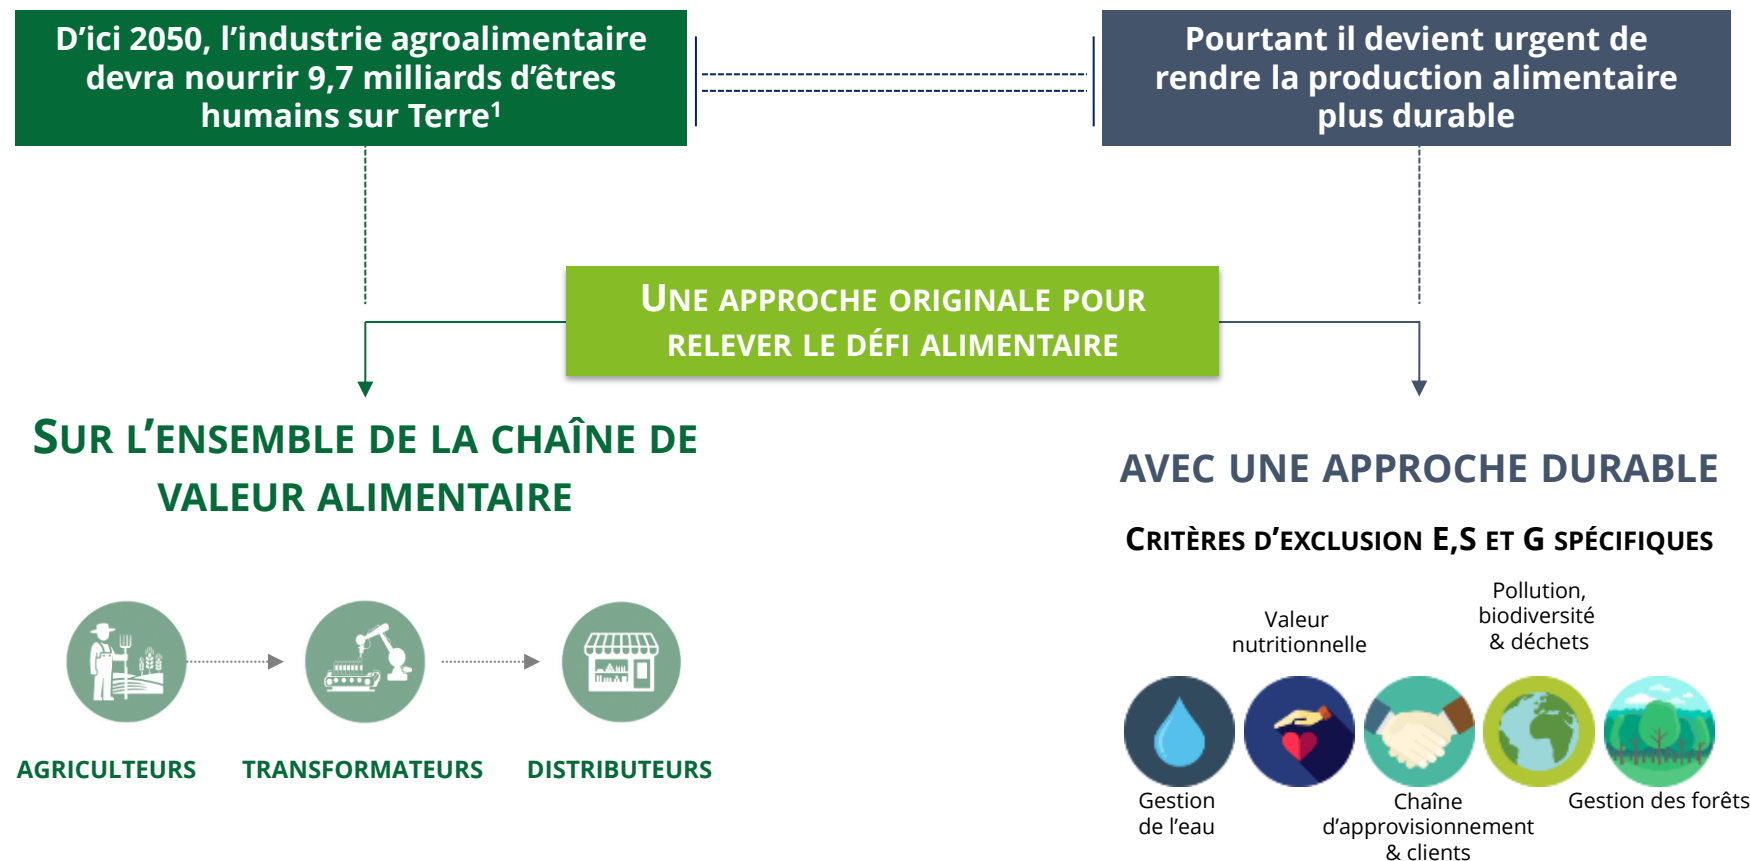 D’ici 2050, l’industrie agroalimentaire
devra nourrir 9,7 milliards d’êtres
humains sur Terre¹
Pourtant il devient urgent de
rendre la production alimentaire
plus durable
UNE APPROCHE ORIGINALE POUR
RELEVER LE DÉFI ALIMENTAIRE
SUR L’ENSEMBLE DE LA CHAÎNE DE
VALEUR ALIMENTAIRE
AGRICULTEURS
TRANSFORMATEURS
DISTRIBUTEURS
AVEC UNE APPROCHE DURABLE
CRITÈRES D’EXCLUSION E,S ET G SPÉCIFIQUES
Gestion
de l’eau
Valeur
nutritionnelle
Chaîne
d’approvisionnement
& clients
Pollution,
biodiversité
& déchets
Gestion des forêts